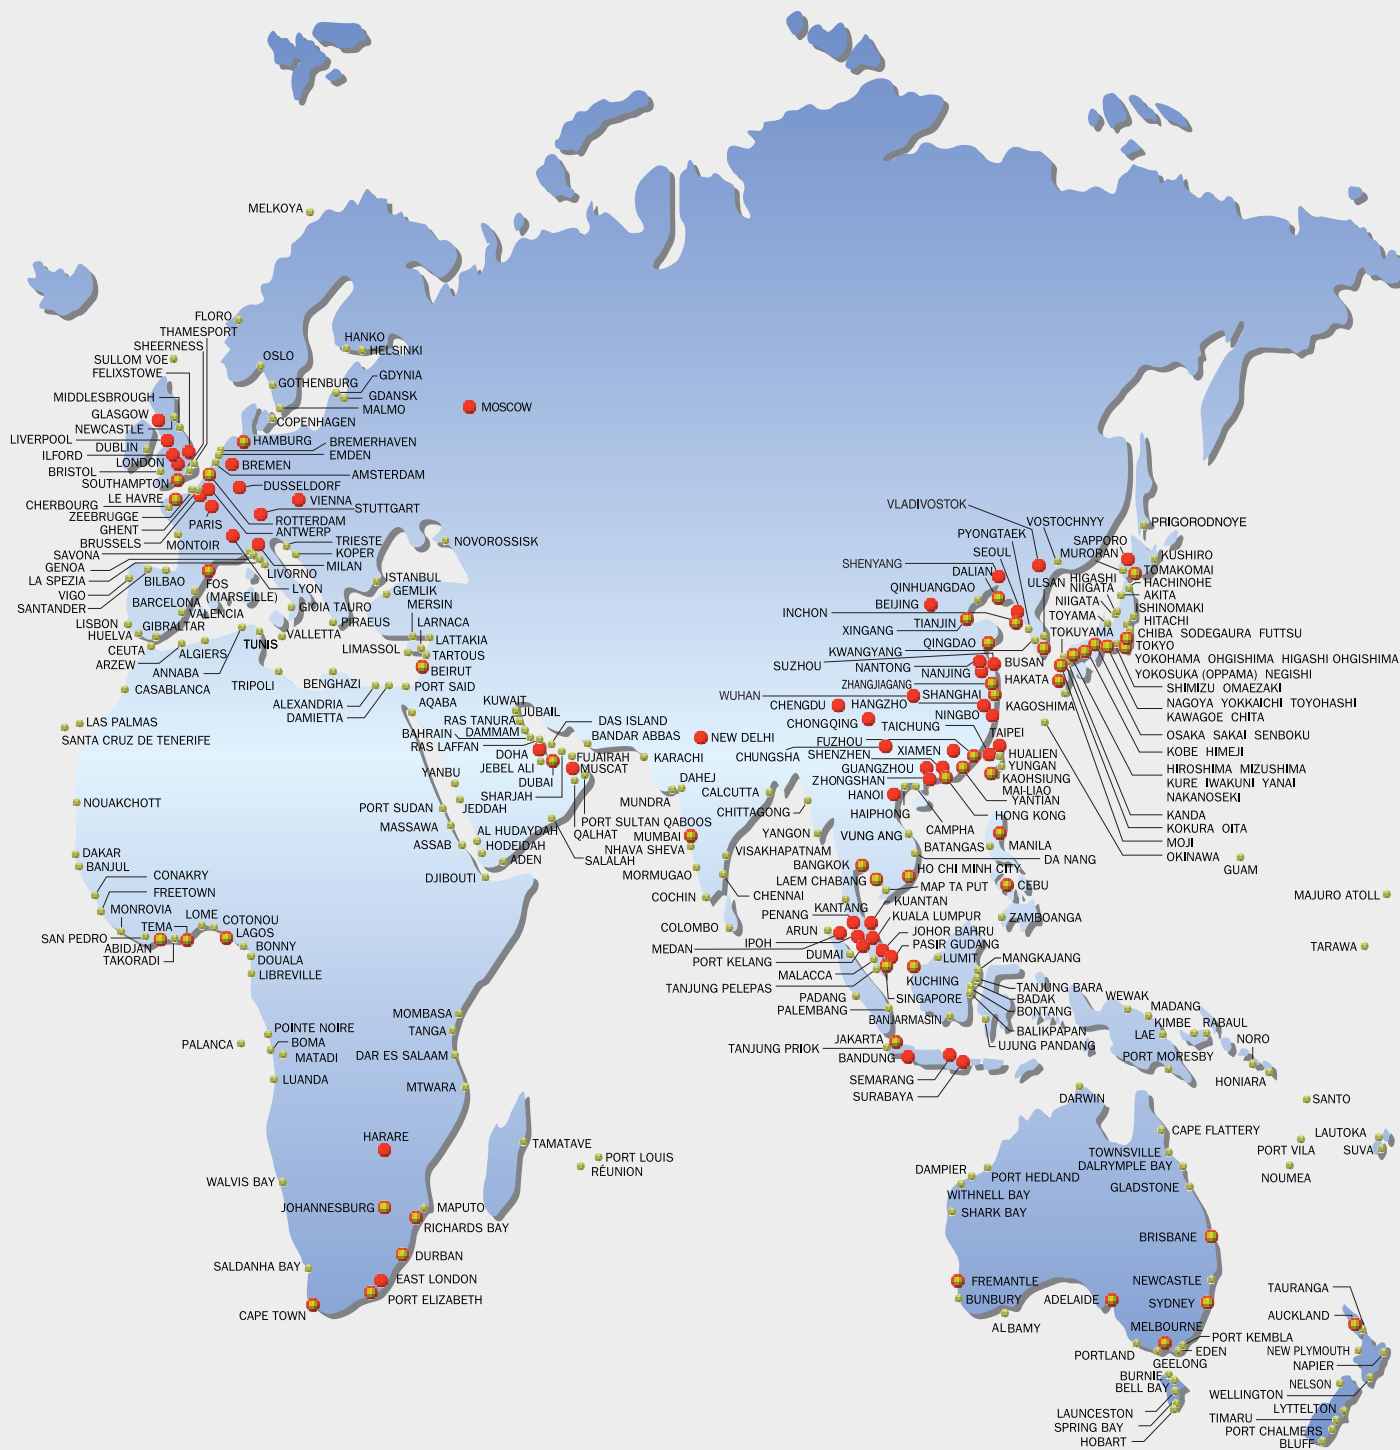 MELKOYA
FLORO
THAMESPORT
SHEERNESS
SULLOM VOE
FELIXSTOWE
MIDDLESBROUGH
GLASGOW
NEWCASTLE
LIVERPOOL
DUBLIN
ILFORD
LONDON
BRISTOL
SOUTHAMPTON
LE HAVRE
CHERBOURG
ZEEBRUGGE
GHENT
BRUSSELS
PARIS
MONTOIR
SAVONA
GENOA
LA SPEZIA
VIGO
SANTANDER
BILBAO
OSLO
HANKO
HELSINKI
GOTHENBURG
GDYNIA
GDANSK
MALMO
COPENHAGEN
MOSCOW
HAMBURG
BREMERHAVEN
EMDEN
BREMEN
AMSTERDAM
DUSSELDORF
VIENNA
STUTTGART
ROTTERDAM
ANTWERP
TRIESTE
KOPER
MILAN
LIVORNO
LYON
FOS
(MARSEILLE)
BARCELONA
VALENCIA
GIBRALTAR
LISBON
HUELVA
CEUTA
ARZEW
ALGIERS
ANNABA
TUNIS
VALLETTA
GIOIA TAURO
PIRAEUS
NOVOROSSISK
ISTANBUL
GEMLIK
MERSIN
LARNACA
LATTAKIA
LIMASSOL
TARTOUS
BEIRUT
PORT SAID
AQABA
CASABLANCA
TRIPOLI
BENGHAZI
ALEXANDRIA
DAMIETTA
LAS PALMAS
SANTA CRUZ DE TENERIFE
NOUAKCHOTT
DAKAR
BANJUL
CONAKRY
FREETOWN
MONROVIA
SAN PEDRO
ABIDJAN
TAKORADI
TEMA
LOME
COTONOU
LAGOS
BONNY
DOUALA
LIBREVILLE
POINTE NOIRE
PALANCA
BOMA
MATADI
LUANDA
KUWAIT
JUBAIL
RAS TANURA
BAHRAIN
DAMMAM
RAS LAFFAN
DOHA
JEBEL ALI
DUBAI
SHARJAH
DAS ISLAND
BANDAR ABBAS
FUJAIRAH
MUSCAT
PORT SULTAN QABOOS
QALHAT
SALALAH
YANBU
JEDDAH
PORT SUDAN
MASSAWA
ASSAB
AL HUDAYDAH
HODEIDAH
ADEN
DJIBOUTI
MOMBASA
TANGA
DAR ES SALAAM
MTWARA
HARARE
TAMATAVE
PORT LOUIS
RÉUNION
WALVIS BAY
JOHANNESBURG
MAPUTO
RICHARDS BAY
DURBAN
SALDANHA BAY
EAST LONDON
PORT ELIZABETH
CAPE TOWN
KARACHI
NEW DELHI
MUNDRA
DAHEJ
CALCUTTA
MUMBAI
NHAVA SHEVA
MORMUGAO
COCHIN
COLOMBO
CHENNAI
VISAKHAPATNAM
CHITTAGONG
YANGON
VLADIVOSTOK
VOSTOCHNYY
PYONGTAEK
SEOUL
SHENYANG
DALIAN
QINHUANGDAO
INCHON
BEIJING
TIANJIN
XINGANG
QINGDAO
KWANGYANG
SUZHOU
NANTONG
NANJING
ZHANGJIAGANG
WUHAN
SHANGHAI
CHENGDU
HANGZHO
CHONGQING
NINGBO
TAICHUNG
TAIPEI
FUZHOU
CHUNGSHA
XIAMEN
SHENZHEN
HUALIEN
YUNGAN
GUANGZHOU
ZHONGSHAN
KAOHSIUNG
MAI-LIAO
YANTIAN
HONG KONG
HANOI
HAIPHONG
CAMPHA
VUNG ANG
DA NANG
BATANGAS
MANILA
CEBU
ZAMBOANGA
ULSAN
BUSAN
HAKATA
KAGOSHIMA
TOKUYAMA
PRIGORODNOYE
SAPPORO
MURORAN
KUSHIRO
TOMAKOMAI
HIGASHI
NIIGATA
HACHINOHE
AKITA
NIIGATA
ISHINOMAKI
TOYAMA
HITACHI
CHIBA SODEGAURA FUTTSU
TOKYO
YOKOHAMA OHGISHIMA HIGASHI OHGISHIMA
YOKOSUKA (OPPAMA) NEGISHI
SHIMIZU OMAEZAKI
NAGOYA YOKKAICHI TOYOHASHI
KAWAGOE CHITA
OSAKA SAKAI SENBOKU
KOBE HIMEJI
HIROSHIMA MIZUSHIMA
KURE IWAKUNI YANAI
NAKANOSEKI
KANDA
KOKURA OITA
MOJI
OKINAWA
GUAM
MAJURO ATOLL
TARAWA
BANGKOK
LAEM CHABANG
HO CHI MINH CITY
MAP TA PUT
KANTANG
KUANTAN
PENANG
KUALA LUMPUR
ARUN
IPOH
JOHOR BAHRU
MEDAN
PASIR GUDANG
PORT KELANG
DUMAI
LUMIT
MALACCA
MANGKAJANG
TANJUNG PELEPAS
KUCHING
TANJUNG BARA
SINGAPORE
BADAK
PADANG
BONTANG
PALEMBANG
BANJARMASIN
BALIKPAPAN
UJUNG PANDANG
JAKARTA
TANJUNG PRIOK
BANDUNG
SEMARANG
SURABAYA
WEWAK
MADANG
KIMBE
RABAUL
LAE
PORT MORESBY
NORO
HONIARA
SANTO
LAUTOKA
PORT VILA
SUVA
NOUMEA
DARWIN
CAPE FLATTERY
TOWNSVILLE
DALRYMPLE BAY
GLADSTONE
DAMPIER
PORT HEDLAND
WITHNELL BAY
SHARK BAY
BRISBANE
FREMANTLE
BUNBURY
ALBAMY
ADELAIDE
NEWCASTLE
SYDNEY
MELBOURNE
PORT KEMBLA
PORTLAND
EDEN
GEELONG
BURNIE
BELL BAY
LAUNCESTON
SPRING BAY
HOBART
TAURANGA
AUCKLAND
NEW PLYMOUTH
NAPIER
NELSON
WELLINGTON
LYTTELTON
TIMARU
PORT CHALMERS
BLUFF